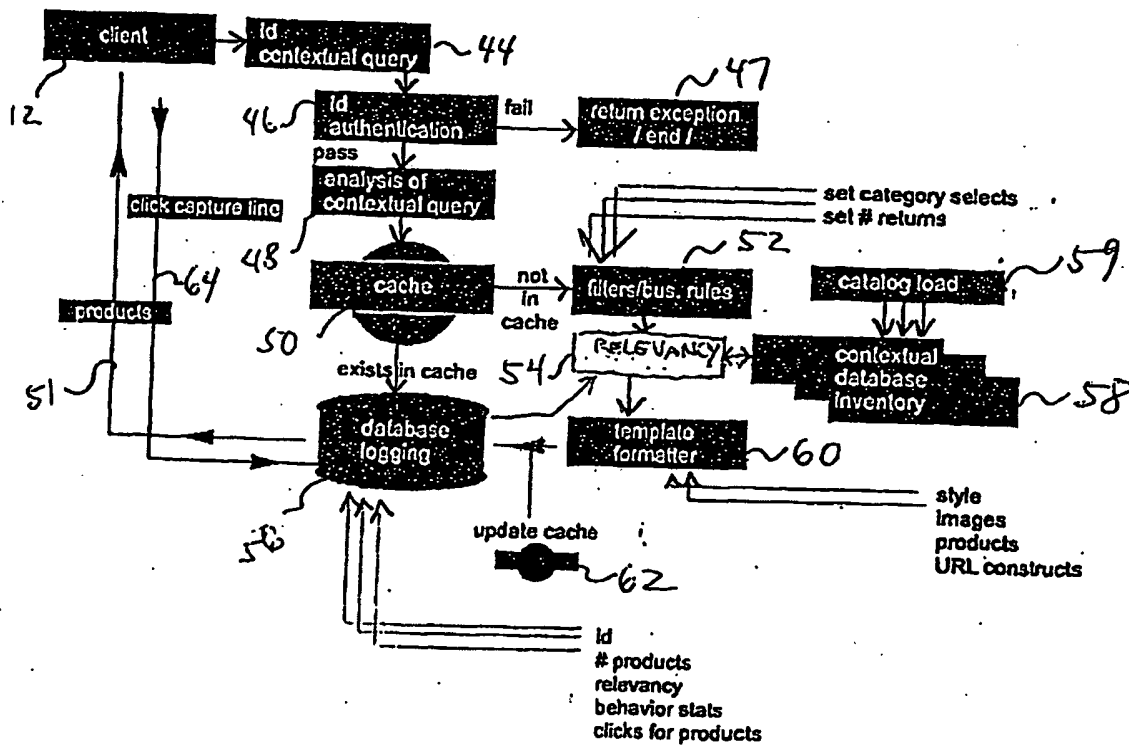 client
id
contextual query
44
12
46
id
authentication
fail
47
return exception
/ end /
pass
analysis of
contextual query
48
click capture line
64
set category selects
set # returns
52
59
cache
not
in
cache
filters/bus. rules
catalog load
products
50
54
RELEVANCY
contextual
database
inventory
58
51
exists in cache
database
logging
template
formatter
60
56
style
images
products
URL constructs
update cache
62
id
# products
relevancy
behavior stats
clicks for products